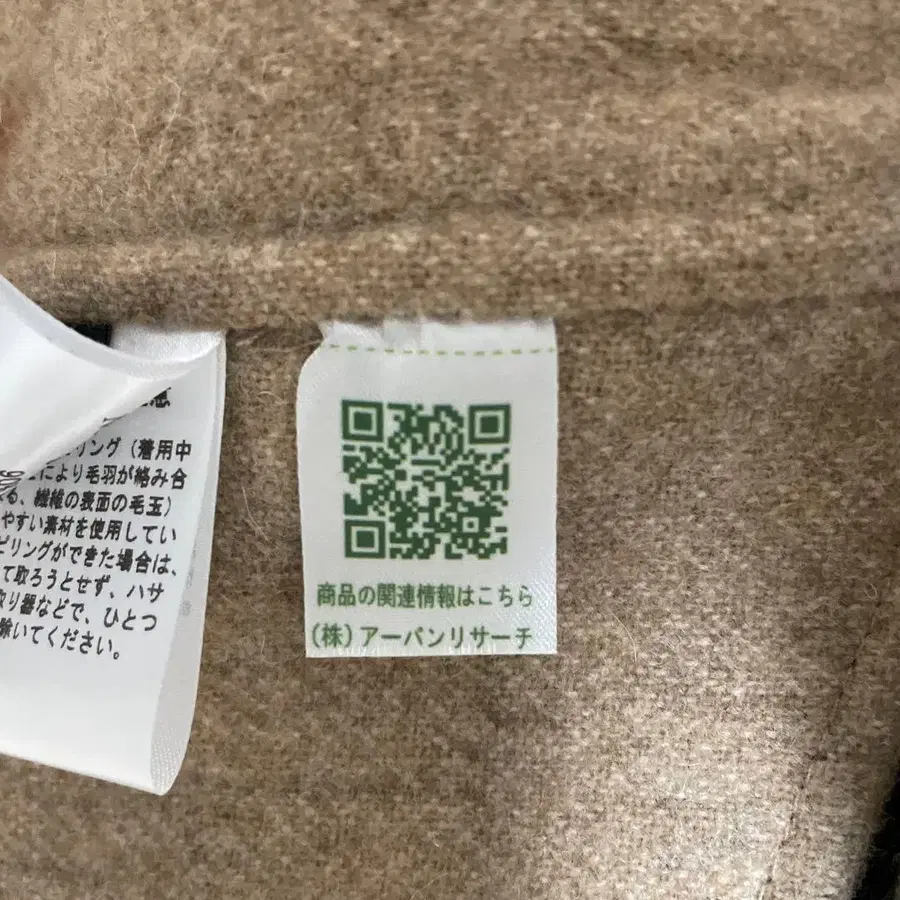 リング（着用中
により毛羽が絡み合
る、繊維の表面の毛玉）
やすい素材を使用してい
ピリングができた場合は、
て取ろうとせず、ハサ
取り器などで、ひとつ
除いてください。
商品の関連情報はこちら
（株）アーバンリサーチ